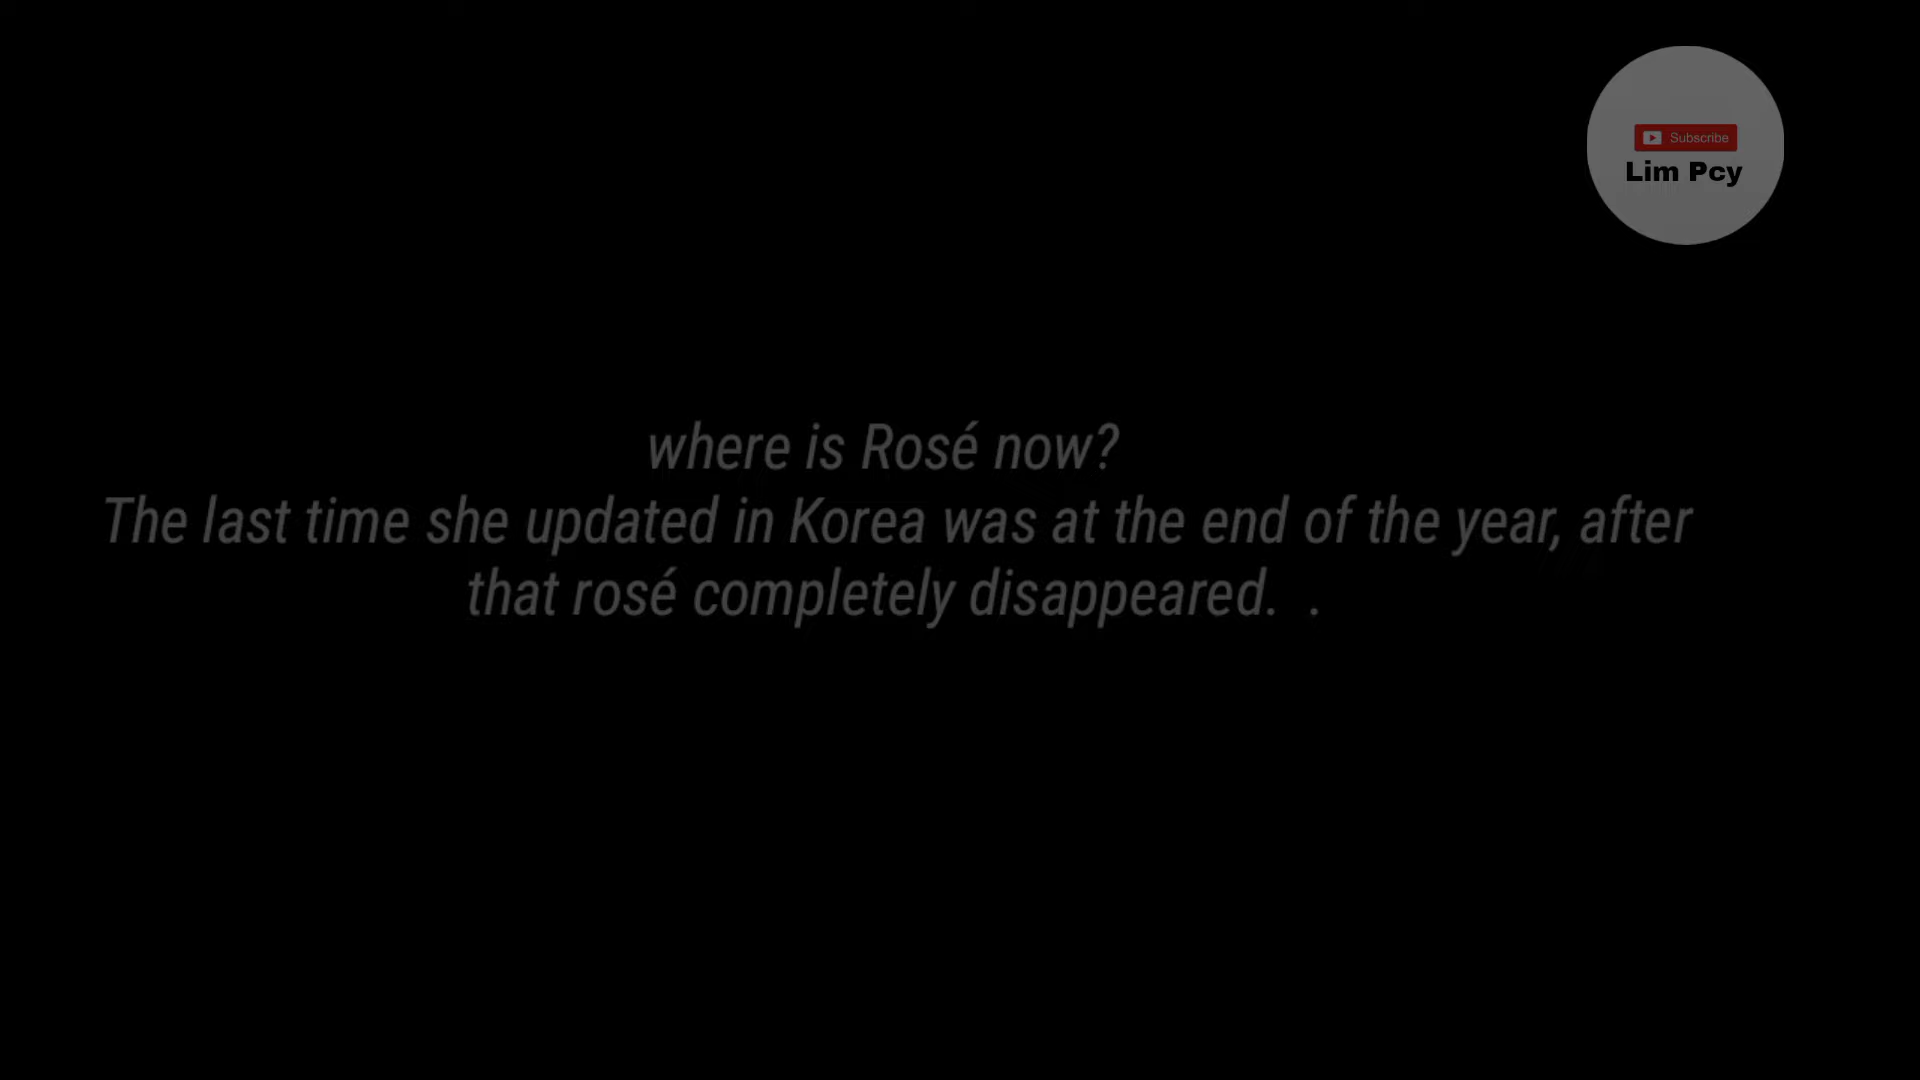 Subscribe
Lim Pcy
where is Rosé now?
The last time she updated in Korea was at the end of the year, after
that rosé completely disappeared.  .